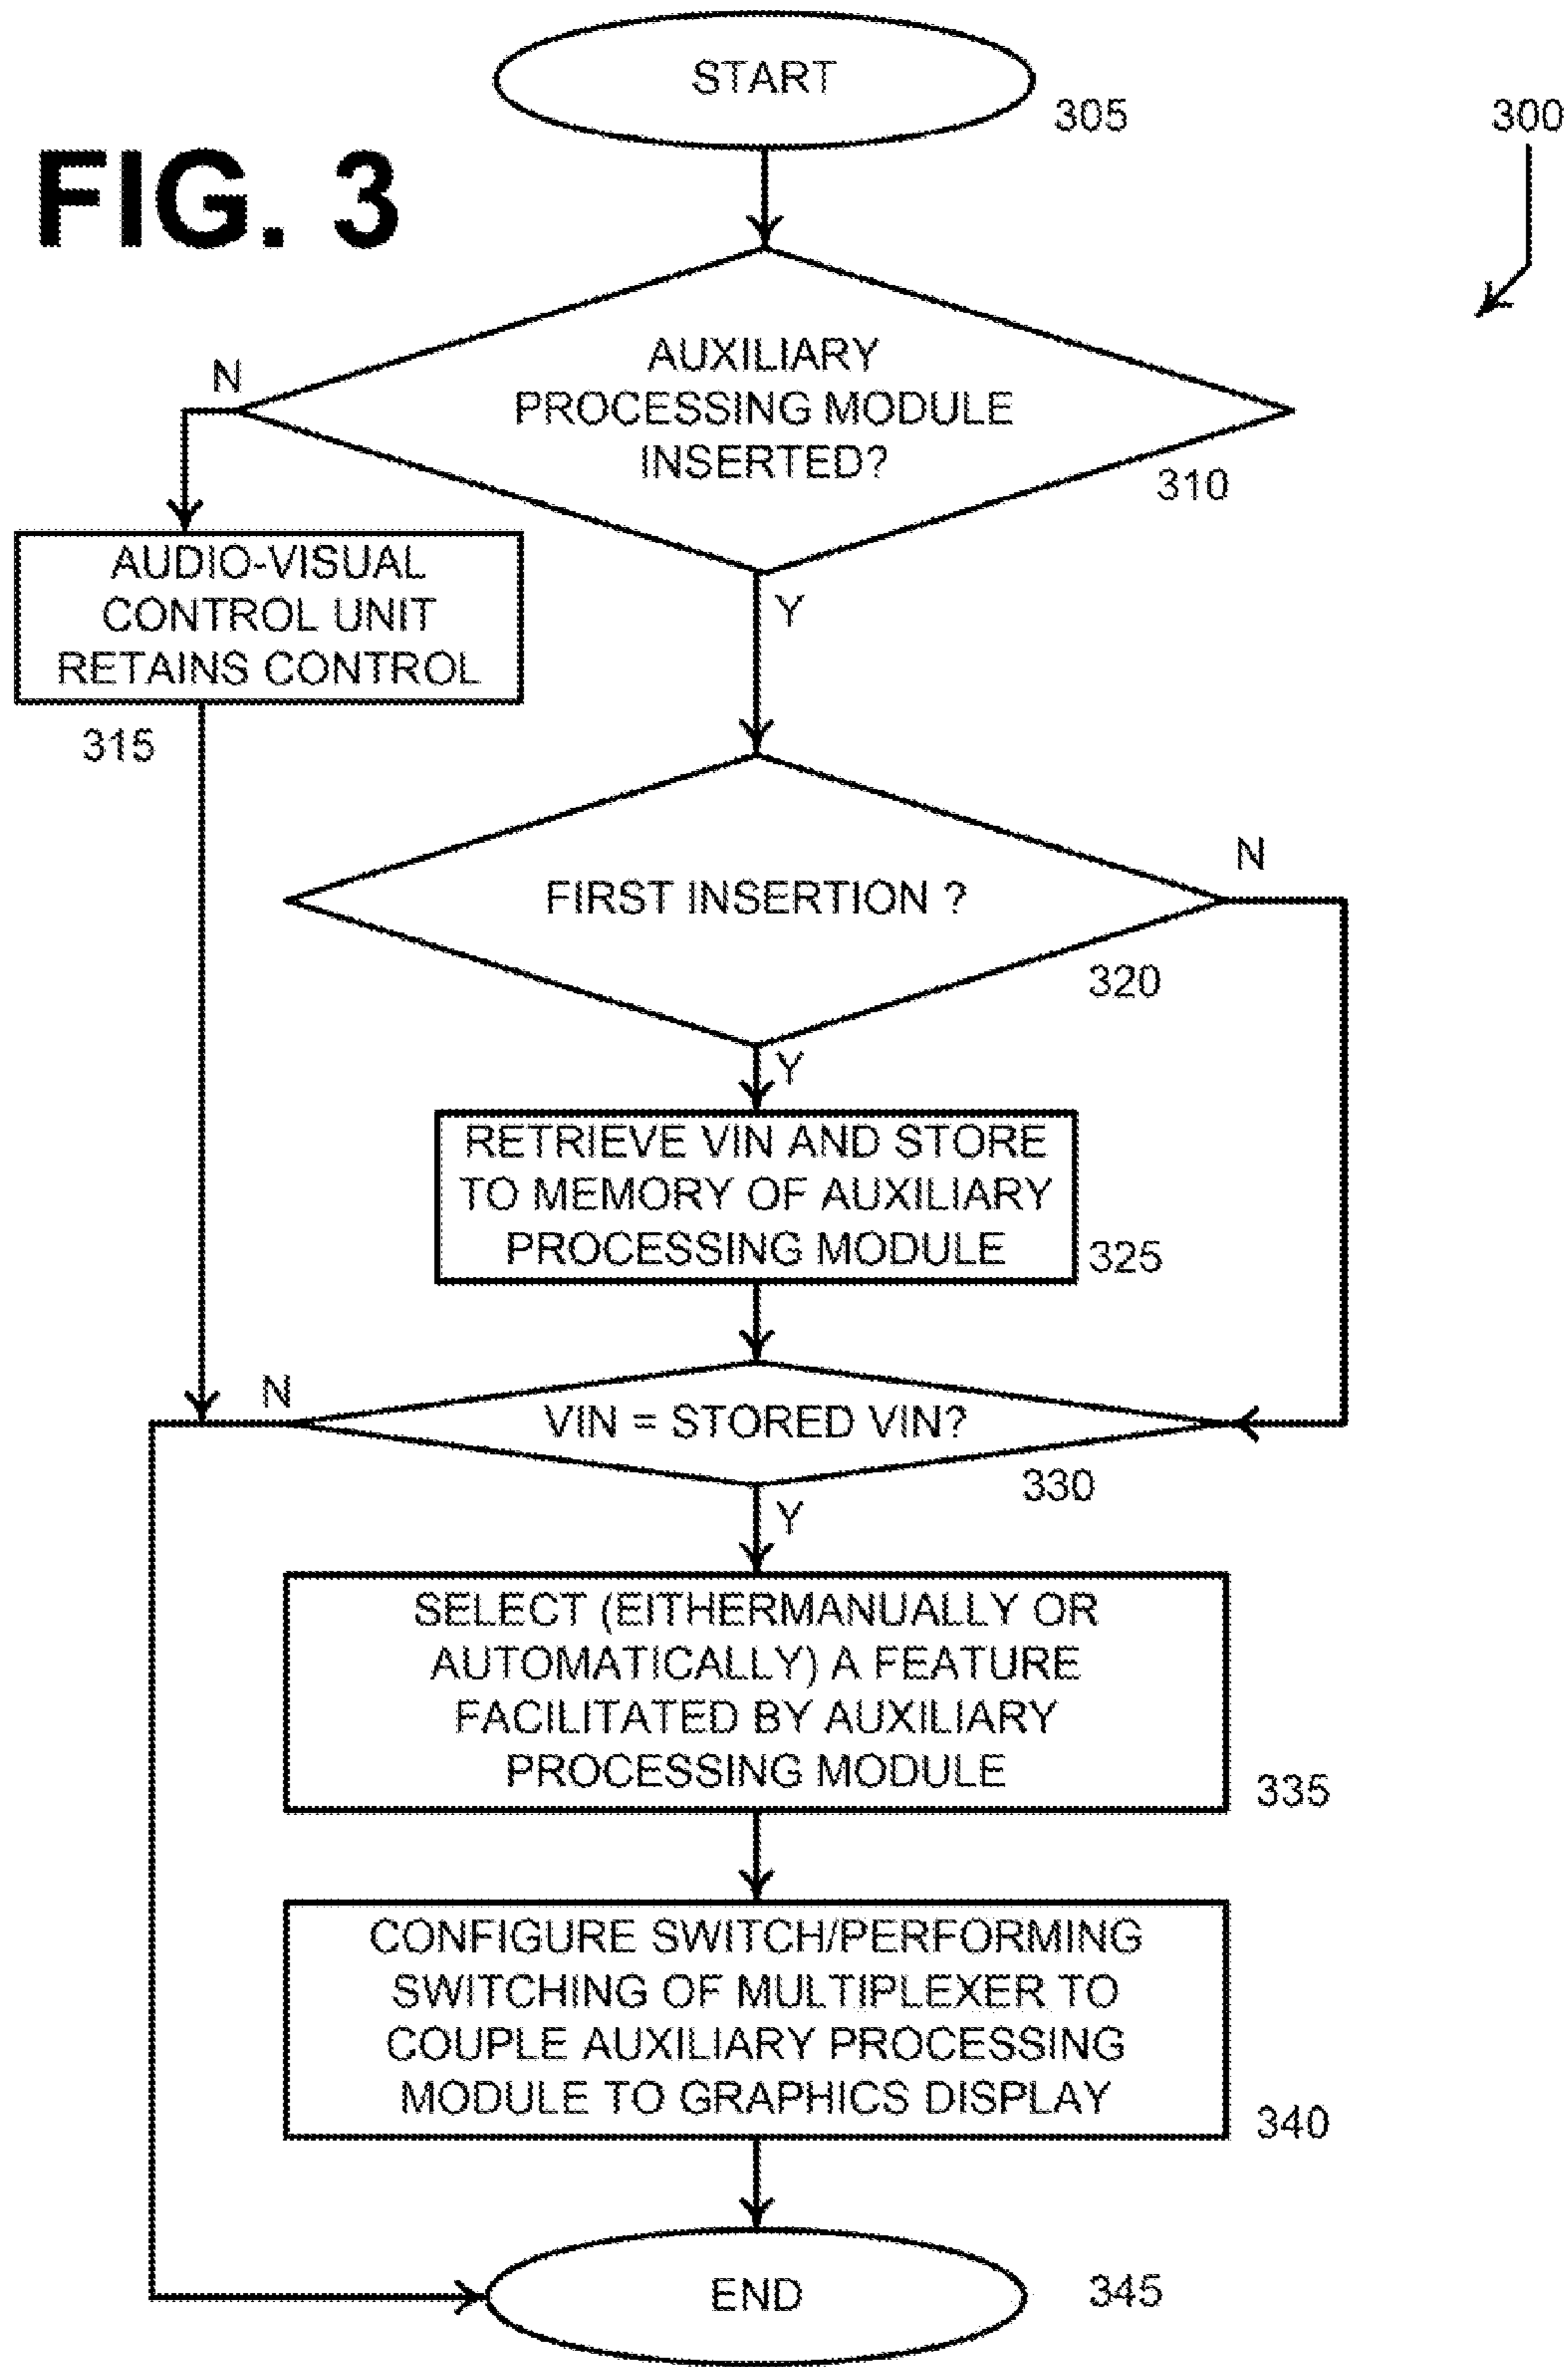 START
305
300
FIG. 3
N
AUXILIARY
PROCESSING MODULE
INSERTED?
310
AUDIO-VISUAL
CONTROL UNIT
RETAINS CONTROL
315
Y
FIRST INSERTION ?
N
320
Y
RETRIEVE VIN AND STORE
TO MEMORY OF AUXILIARY
PROCESSING MODULE
325
N
VIN = STORED VIN?
330
Y
SELECT (EITHERMANUALLY OR
AUTOMATICALLY) A FEATURE
FACILITATED BY AUXILIARY
PROCESSING MODULE
335
CONFIGURE SWITCH/PERFORMING
SWITCHING OF MULTIPLEXER TO
COUPLE AUXILIARY PROCESSING
MODULE TO GRAPHICS DISPLAY
340
END
345